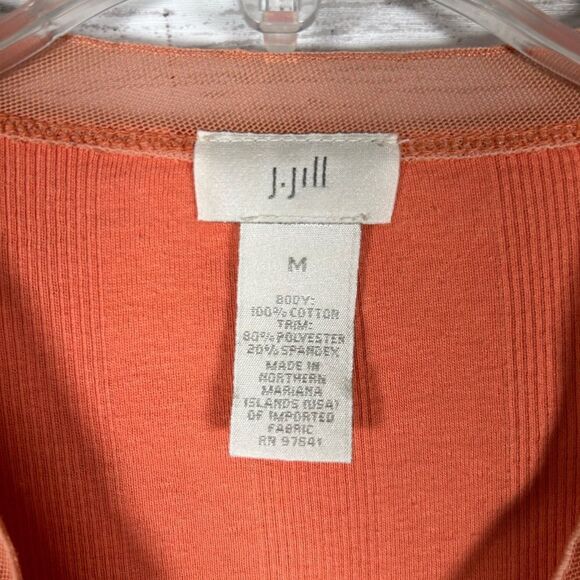 J.Jill
M
BODY:
100% COTTON
TRIM:
80% POLYESTER
20% SPANDEX
MADE IN
NORTHERN
MARIANA
ISLANDS (USA)
OF IMPORTED
FABRIC
RN 97841